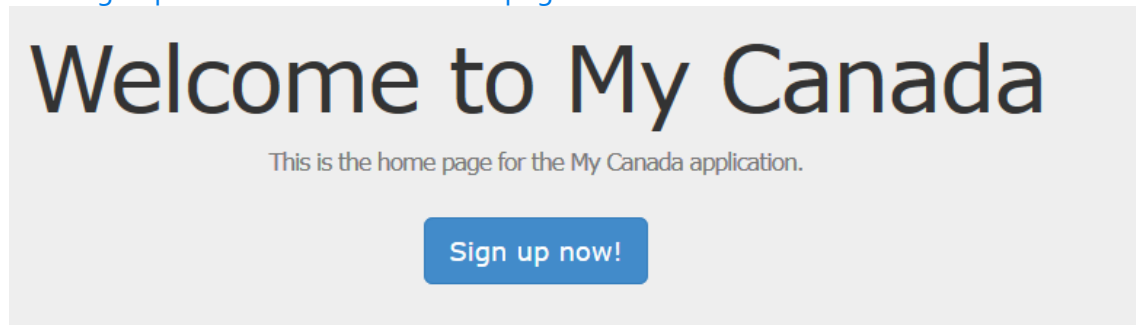 Welcome to My Canada
This is the home page for the My Canada application.
Sign up now!